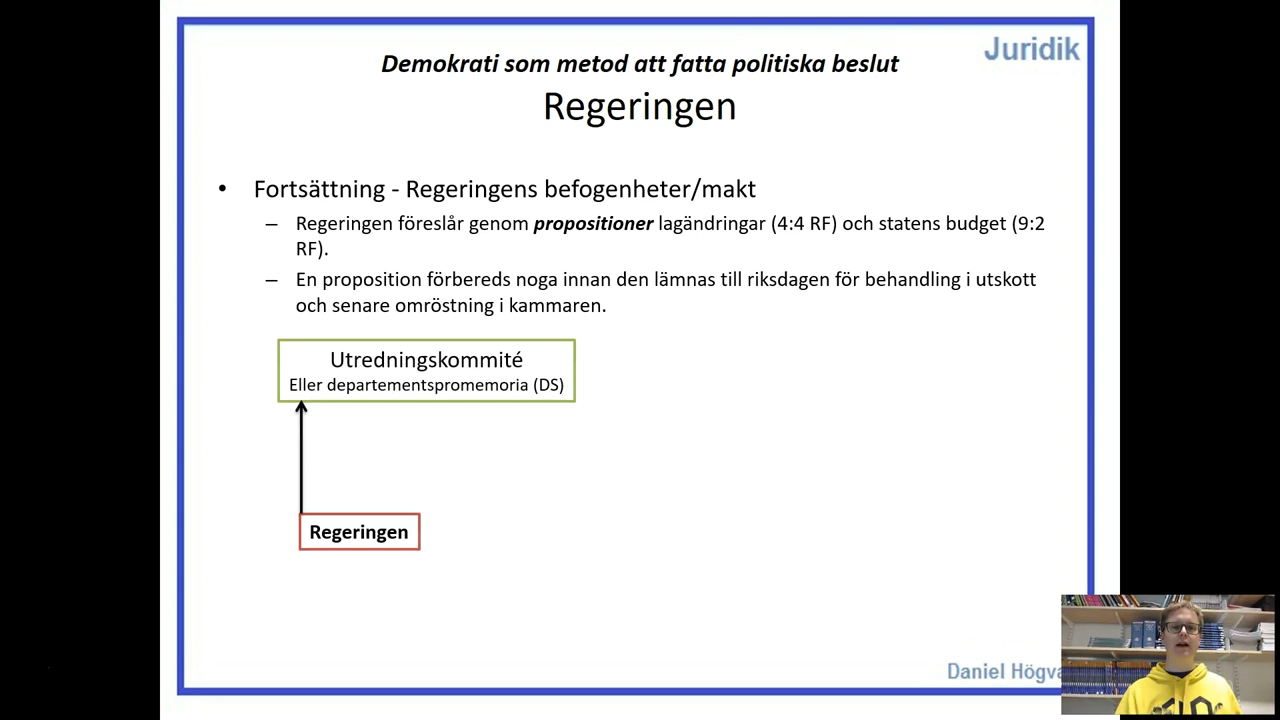 Juridik
Demokrati som metod att fatta politiska beslut
Regeringen
• Fortsättning - Regeringens befogenheter/makt
– Regeringen föreslår genom propositioner lagändringar (4:4 RF) och statens budget (9:2
RF).
– En proposition förbereds noga innan den lämnas till riksdagen för behandling i utskott
och senare omröstning i kammaren.
Utredningskommité
Eller departementspromemoria (DS)
Regeringen
Daniel